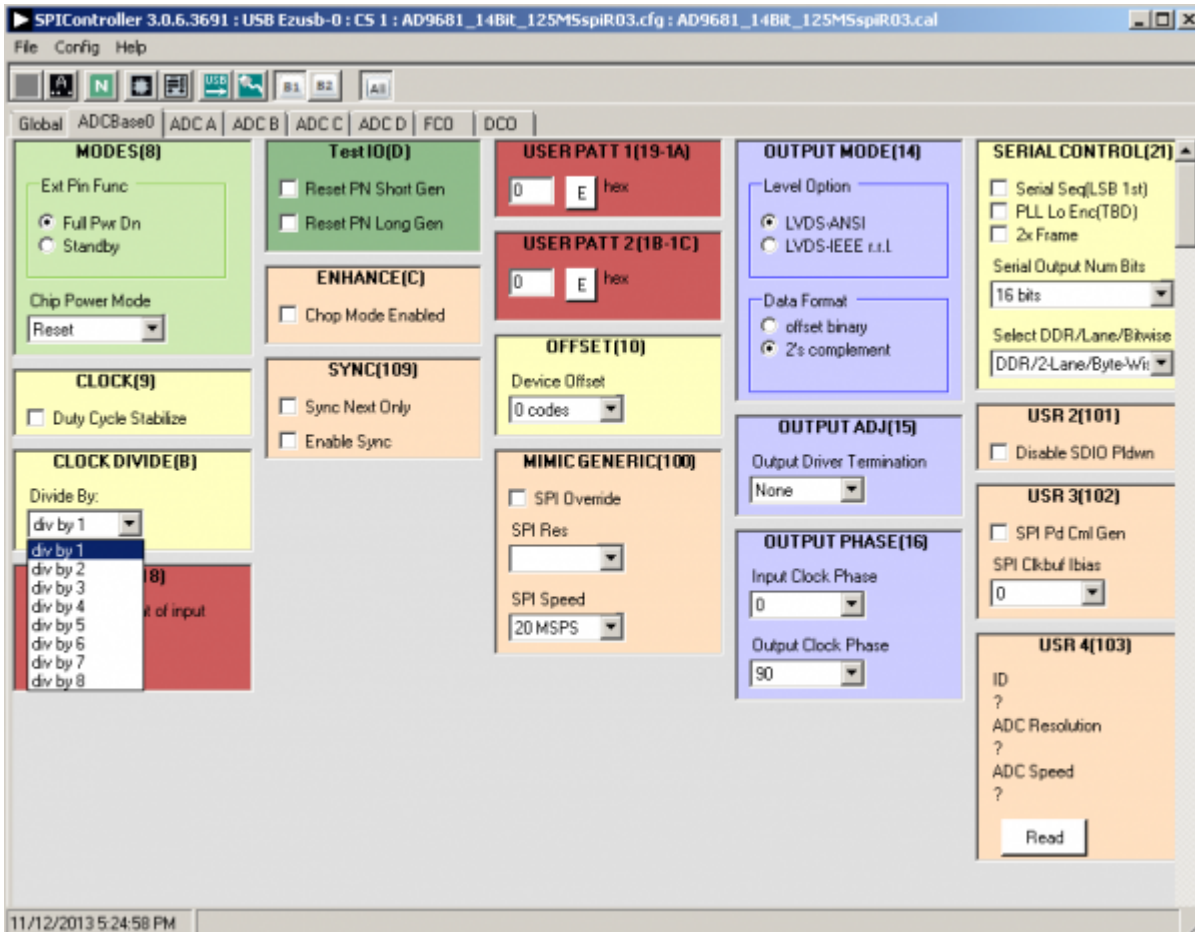 SPIController 3.0.6.3691 : USB Ezusb-0 : CS 1 : AD9681_14Bit_125MSspiR03.cfg : AD9681_14Bit_125MSspiR03.cal
File Config Help
A N USB B1 B2 All
Global ADCBase0 ADC A ADC B ADC C ADC D FCO DCO
MODES(8)
Ext Pin Func
Full Pwr Dn
Standby
Chip Power Mode
Reset
CLOCK(9)
Duty Cycle Stabilize
CLOCK DIVIDE(B)
Divide By:
div by 1
div by 1
div by 2
div by 3
div by 4
div by 5
div by 6
div by 7
div by 8
18)
of input
Test IO(D)
Reset PN Short Gen
Reset PN Long Gen
ENHANCE(C)
Chop Mode Enabled
SYNC(109)
Sync Next Only
Enable Sync
USER PATT 1(19-1A)
0 E hex
USER PATT 2(1B-1C)
0 E hex
OFFSET(10)
Device Offset
0 codes
MIMIC GENERIC(100)
SPI Override
SPI Res
SPI Speed
20 MSPS
OUTPUT MODE(14)
Level Option
LVDS-ANSI
LVDS-IEEE r.r.l.
Data Format
offset binary
2's complement
OUTPUT ADJ(15)
Output Driver Termination
None
OUTPUT PHASE(16)
Input Clock Phase
0
Output Clock Phase
90
SERIAL CONTROL(21)
Serial Seq(LSB 1st)
PLL Lo Enc(TBD)
2x Frame
Serial Output Num Bits
16 bits
Select DDR/Lane/Bitwise
DDR/2-Lane/Byte-Wis
USR 2(101)
Disable SDIO Pldwn
USR 3(102)
SPI Pd Cml Gen
SPI Clkbuf Ibias
0
USR 4(103)
ID
?
ADC Resolution
?
ADC Speed
?
Read
11/12/2013 5:24:58 PM